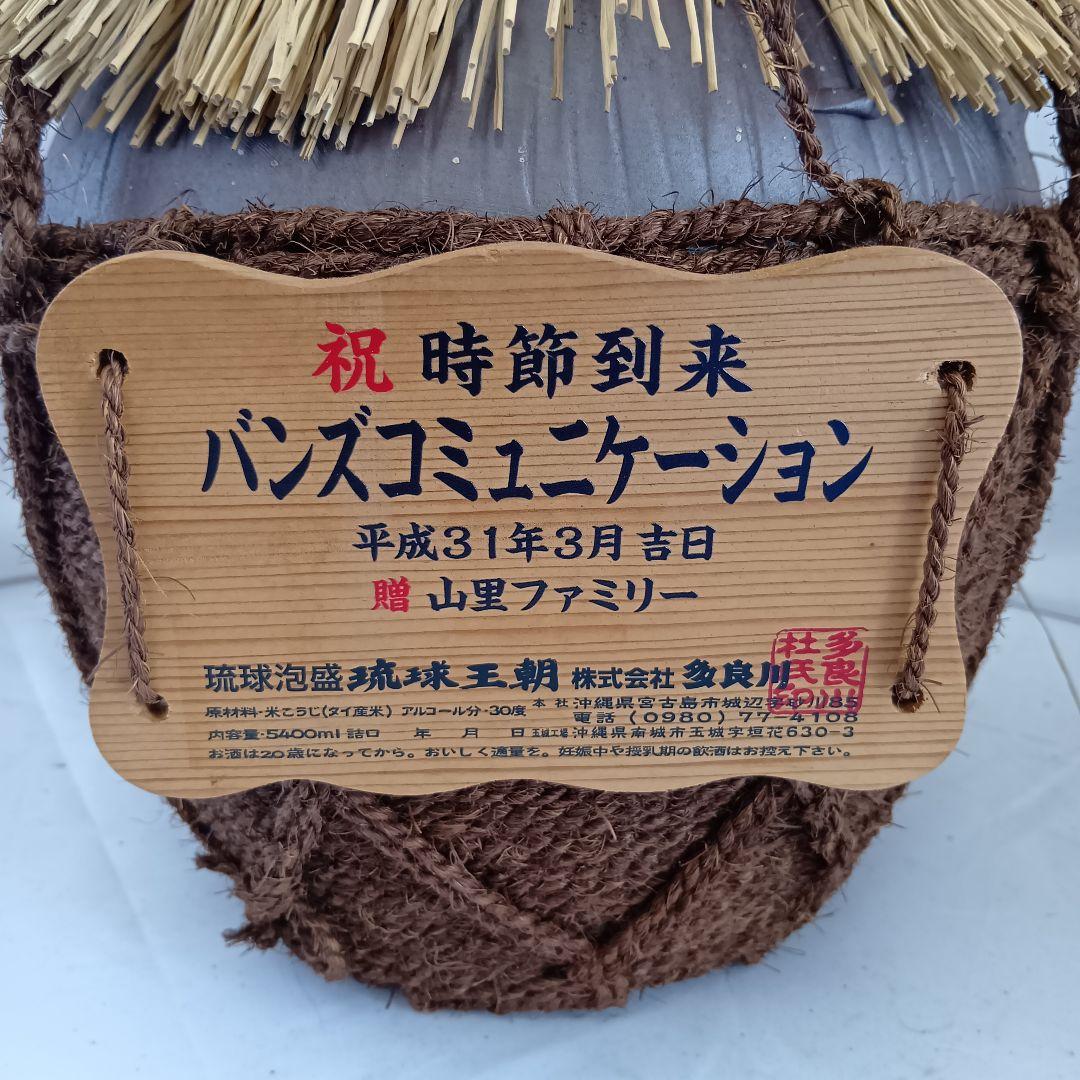 祝 時節到来
バンズコミュニケーション
平成31年3月吉日
贈 山里ファミリー
琉球泡盛 琉球王朝 株式会社 多良川
原材料・米こうじ(タイ産米) アルコール分・30度 本社 沖縄県宮古島市城辺字砂川85
電話(0980)77-4108
内容量・5400ml 詰口 年 月 日 玉城工場 沖縄県南城市玉城字垣花630-3
お酒は20歳になってから。おいしく適量を。妊娠中や授乳期の飲酒はお控え下さい。
多良川
杜氏